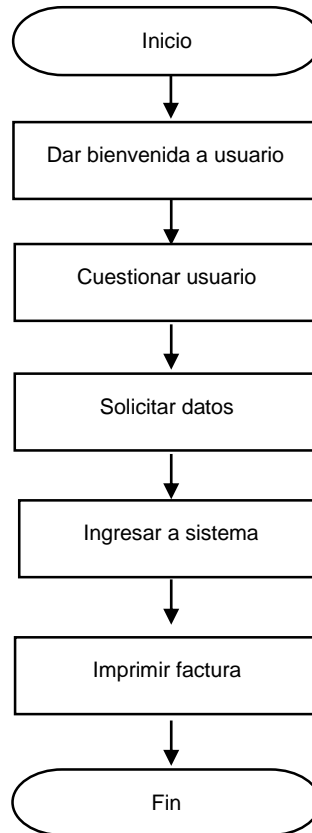 Inicio
Dar bienvenida a usuario
Cuestionar usuario
Solicitar datos
Ingresar a sistema
Imprimir factura
Fin